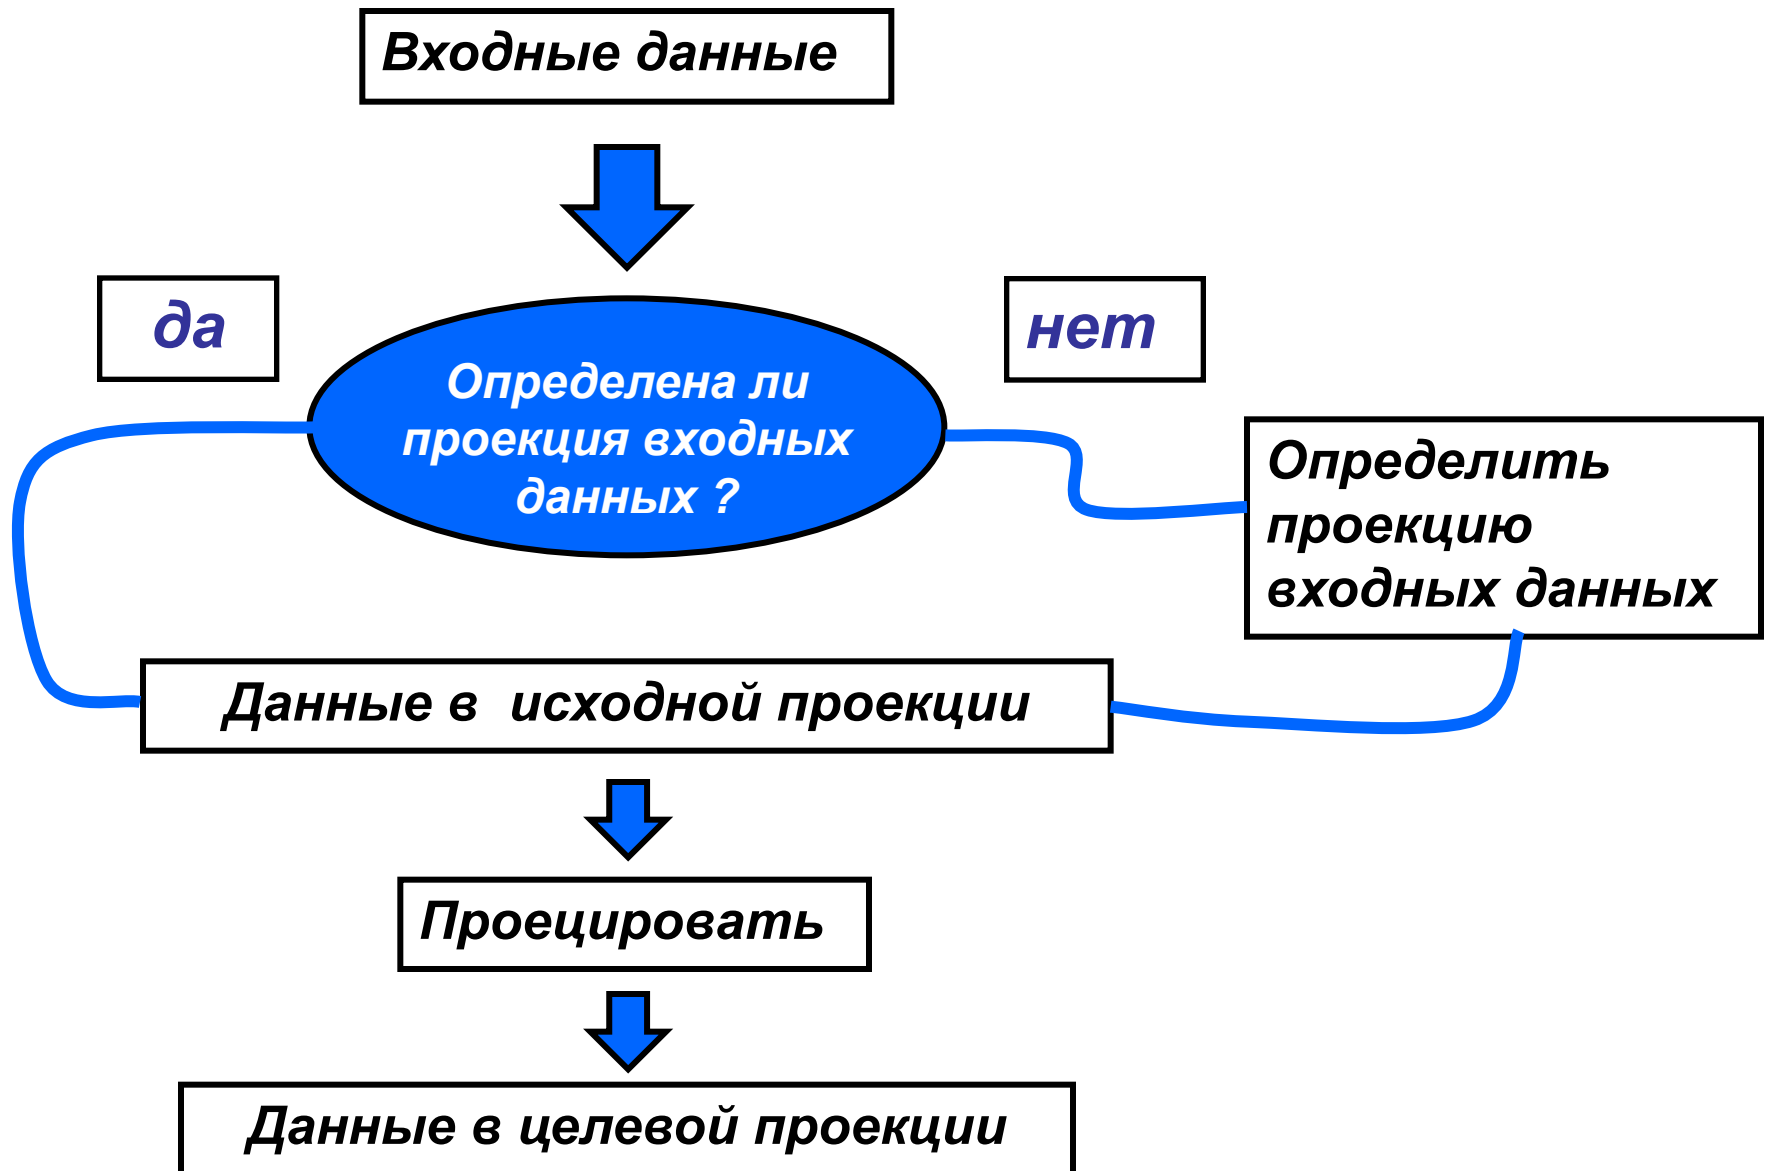 Входные данные
да
нет
Определена ли
проекция входных
данных ?
Определить
проекцию
входных данных
Данные в исходной проекции
Проецировать
Данные в целевой проекции